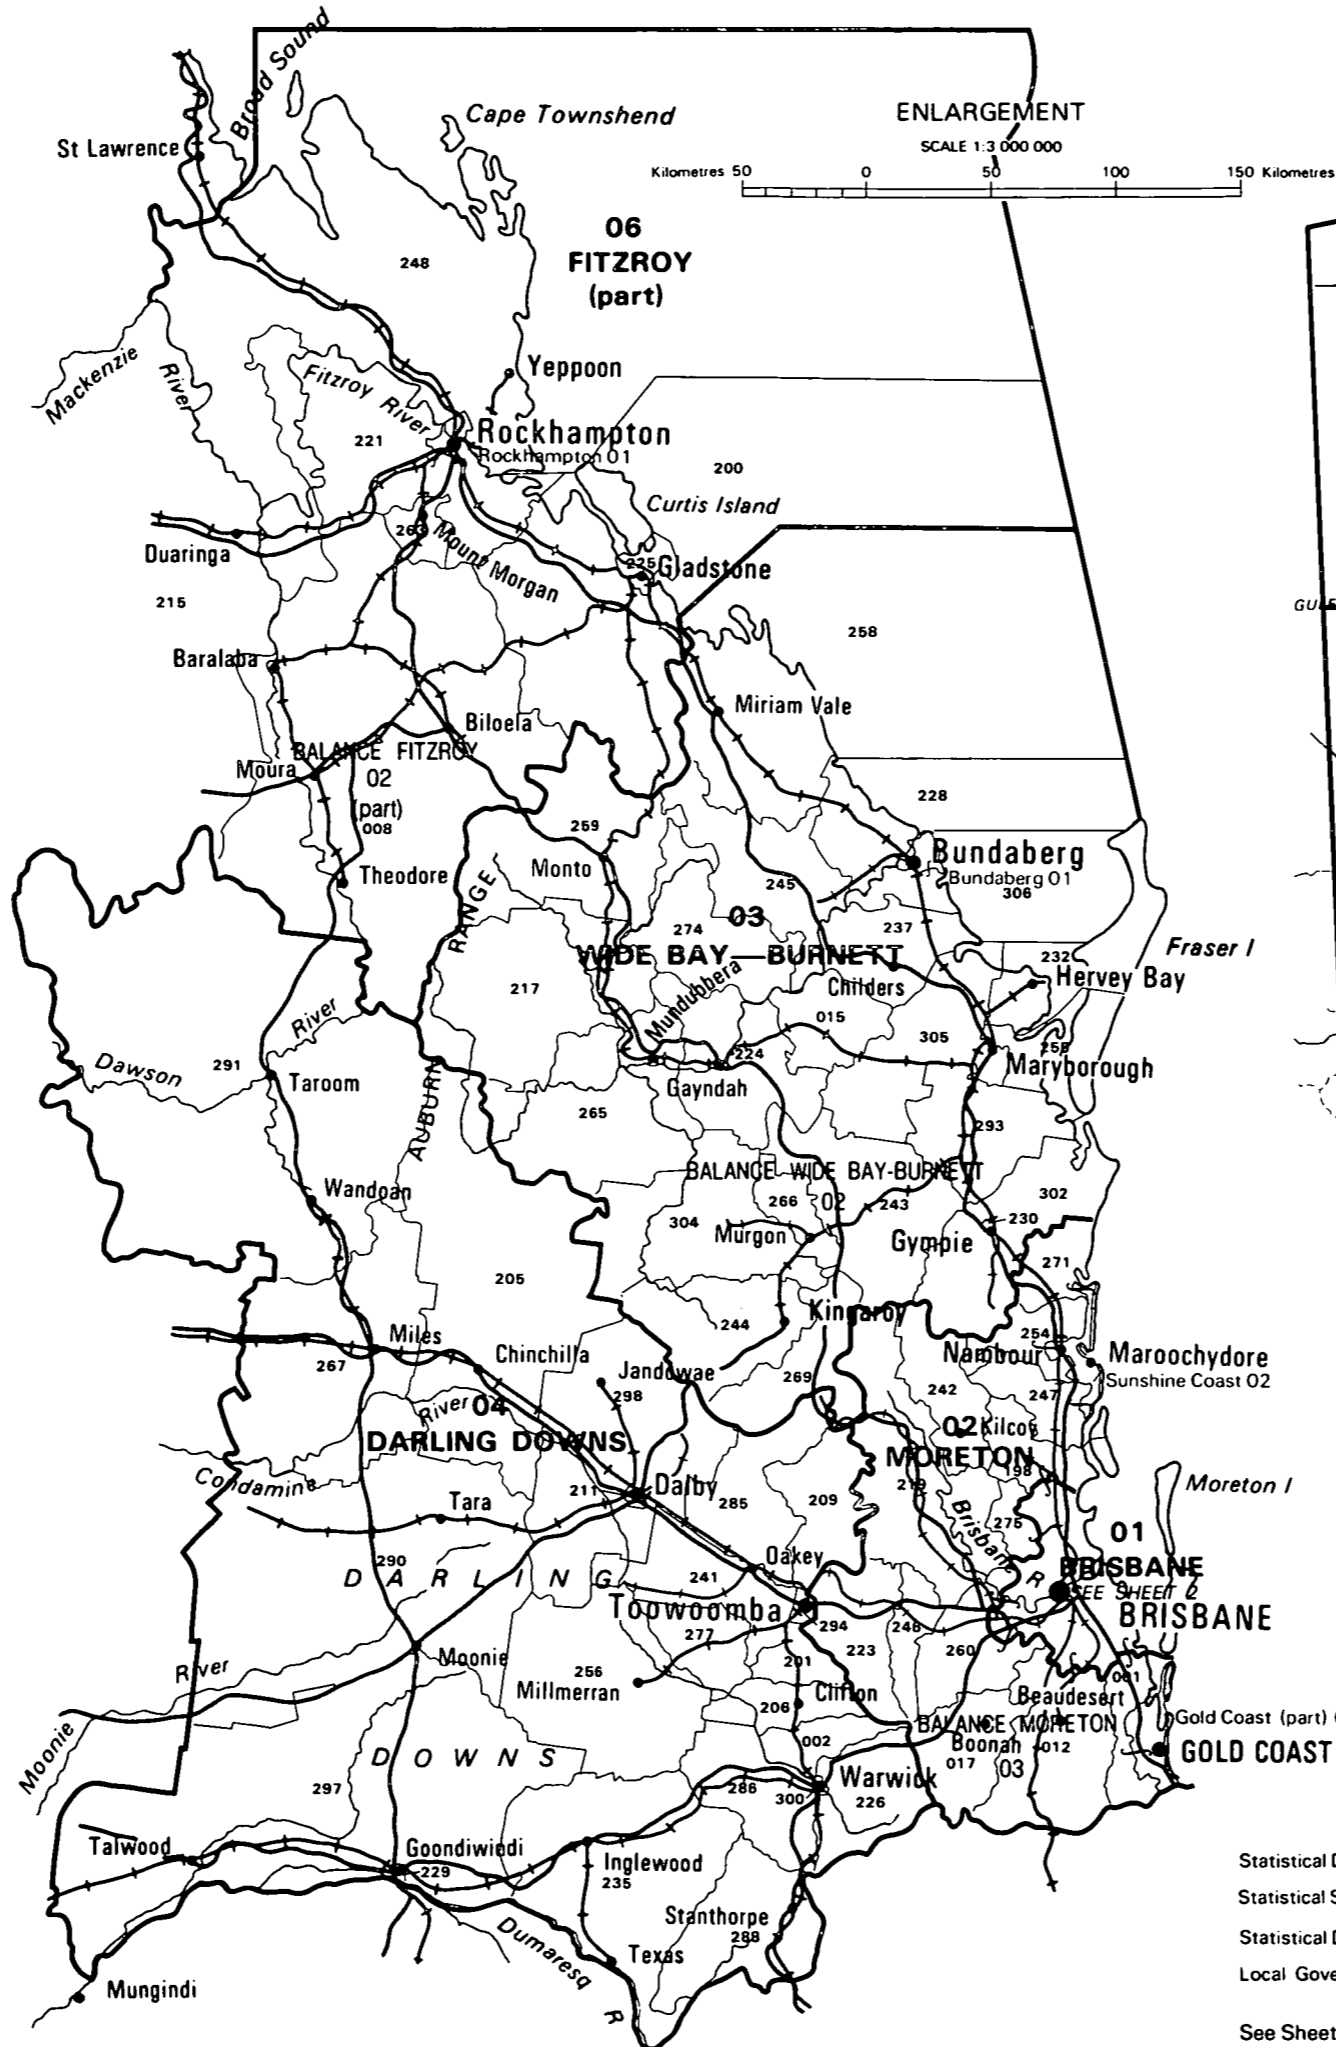 ENLARGEMENT
SCALE 1:3 000 000
Kilometres 50 0 50 100 150 Kilometres
Broad Sound
Cape Townshend
St Lawrence
06
FITZROY
(part)
248
Mackenzie
River
Fitzroy River
Yeppoon
221
Rockhampton
Rockhampton 01
200
Curtis Island
263
Mount Morgan
Duaringa
225
Gladstone
215
258
Baralaba
Miriam Vale
Biloela
BALANCE FITZROY
02
(part)
008
Moura
228
259
Monto
Bundaberg
Bundaberg 01
306
Theodore
RANGE
245
237
274
03
WIDE BAY—BURNETT
232
Fraser I
Hervey Bay
217
Mundubbera
Childers
015
305
Maryborough
River
Dawson
291
Taroom
AUBURN
224
Gayndah
265
293
Wandoan
BALANCE WIDE BAY-BURNETT
02
266
243
302
304
Murgon
230
Gympie
271
205
244
Kingaroy
254
Nambour
Maroochydore
Sunshine Coast 02
Miles
267
Chinchilla
Jandowae
298
269
242
247
River
04
DARLING DOWNS
02
MORETON
Kilcoy
198
Condamine
Dalby
211
Tara
285
209
219
Brisbane R
275
Moreton I
01
BRISBANE
SEE SHEET 2
BRISBANE
290
DARLING
241
Oakey
Toowoomba
294
277
246
223
260
Moonie
256
Millmerran
201
206
Clifton
001
Beaudesert
Gold Coast (part)
GOLD COAST
BALANCE MORETON
03
Boonah
012
017
002
River
Moonie
DOWNS
297
286
300
Warwick
226
Talwood
Goondiwindi
229
Inglewood
235
Stanthorpe
288
Texas
Dumaresq R
Mungindi
Statistical
Statistical
Statistical
Local
See Sheet